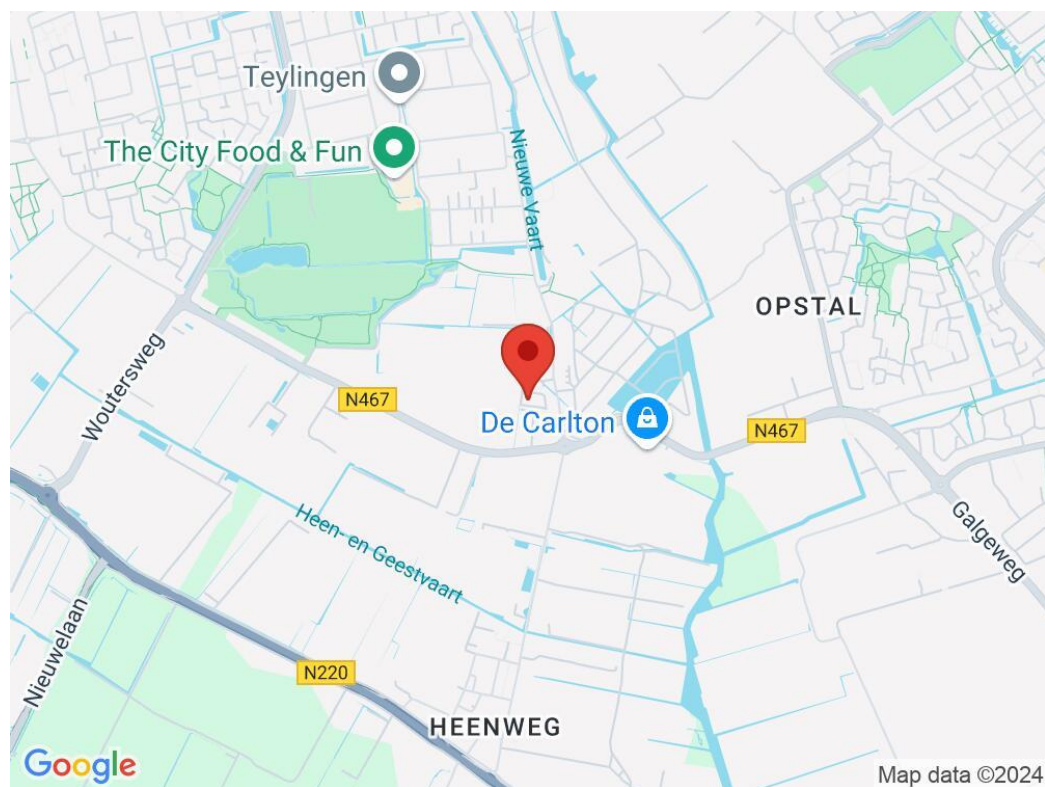 Teylingen
The City Food & Fun
Nieuwe Vaart
OPSTAL
Woutersweg
N467
De Carlton
N467
Heen- en Geestvaart
Galgeweg
Nieuwelaan
N220
HEENWEG
Google
Map data ©2024